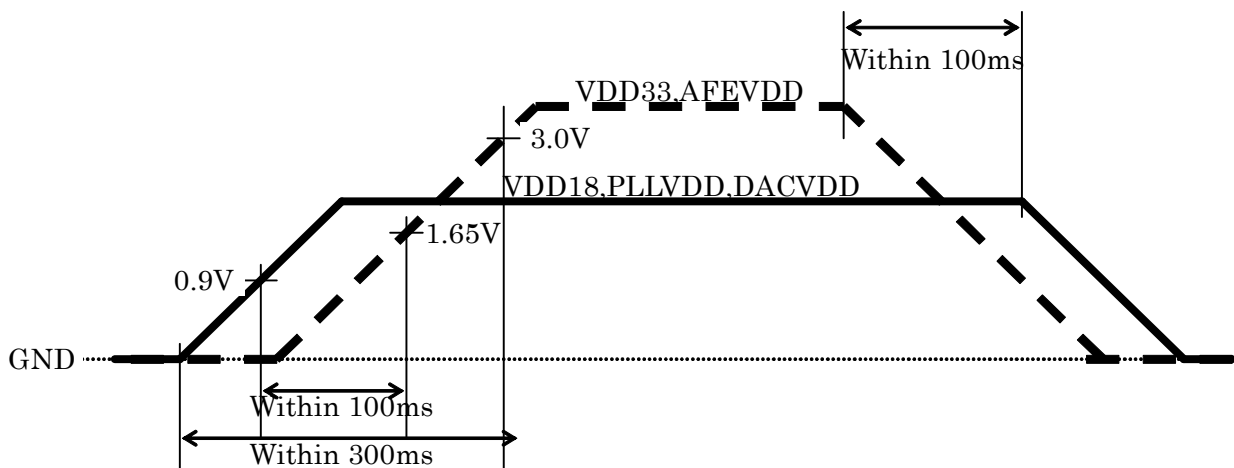 Within 100ms
VDD33,AFEVDD
3.0V
VDD18,PLLVDD,DACVDD
1.65V
0.9V
GND
Within 100ms
Within 300ms